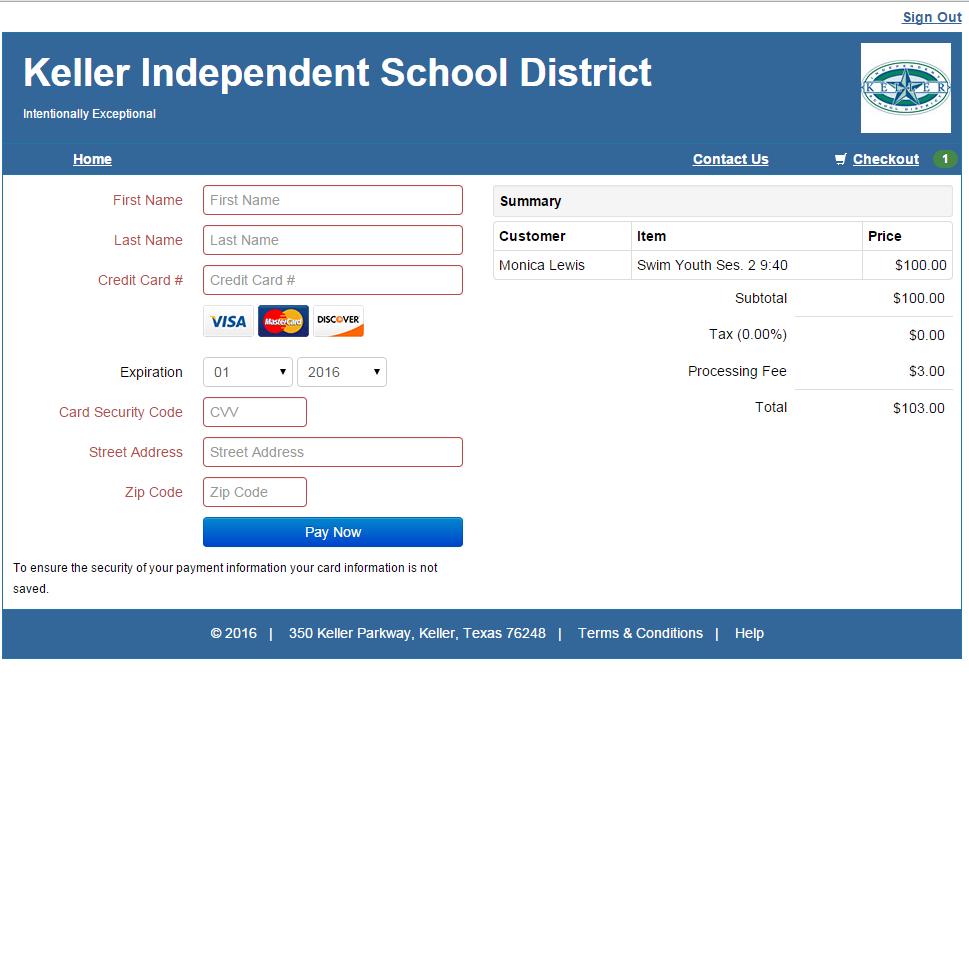 Sign Out
Keller Independent School District
Intentionally Exceptional
INDEPENDENT
KELLER
SCHOOL DISTRICT
Home
Contact Us
Checkout 1
First Name First Name
Last Name Last Name
Credit Card # Credit Card #
VISA MasterCard DISCOVER
Expiration 01 2016
Card Security Code CVV
Street Address Street Address
Zip Code Zip Code
Pay Now
To ensure the security of your payment information your card information is not
saved.
Summary
Customer Item Price
Monica Lewis Swim Youth Ses. 2 9:40 $100.00
Subtotal $100.00
Tax (0.00%) $0.00
Processing Fee $3.00
Total $103.00
© 2016 | 350 Keller Parkway, Keller, Texas 76248 | Terms & Conditions | Help